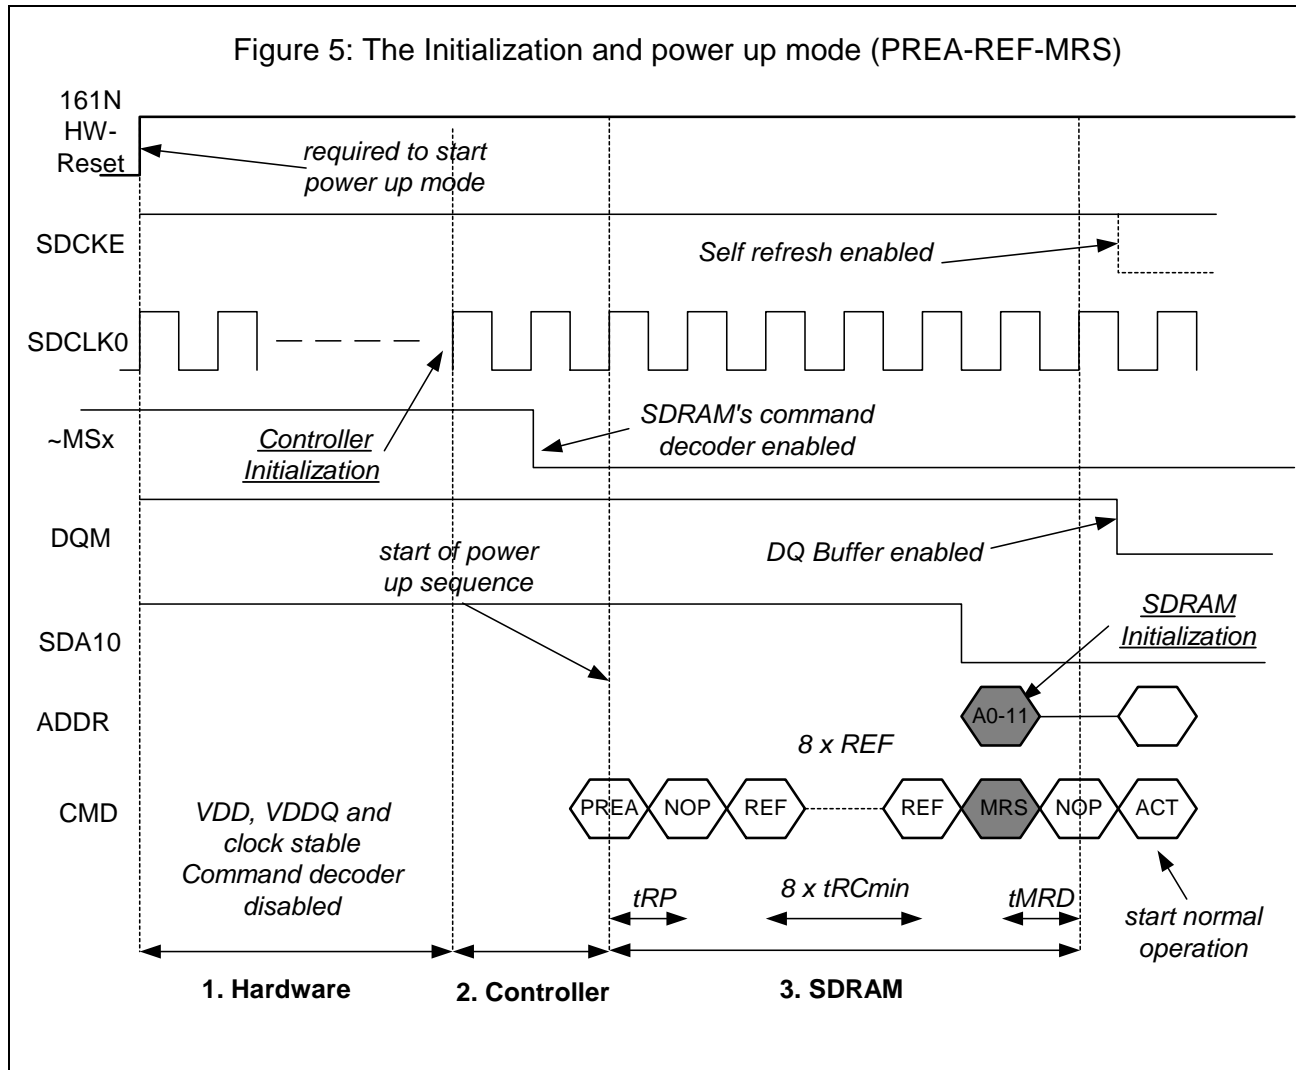 Figure 5: The Initialization and power up mode (PREA-REF-MRS)
161N
HW-
Reset
required to start
power up mode
SDCKE
Self refresh enabled
SDCLK0
~MSx
Controller
Initialization
SDRAM's command
decoder enabled
DQM
start of power
up sequence
DQ Buffer enabled
SDA10
SDRAM
Initialization
ADDR
A0-11
8 x REF
CMD
PREA
NOP
REF
REF
MRS
NOP
ACT
VDD, VDDQ and
clock stable
Command decoder
disabled
tRP
8 x tRCmin
tMRD
start normal
operation
1. Hardware
2. Controller
3. SDRAM